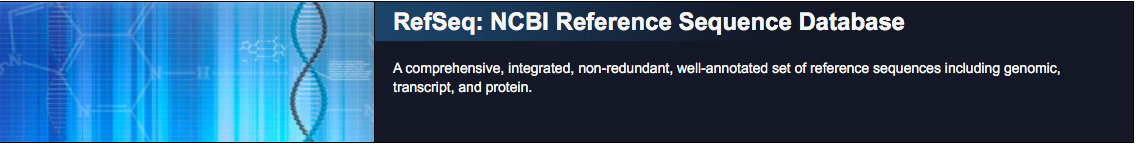 RefSeq: NCBI Reference Sequence Database
A comprehensive, integrated, non-redundant, well-annotated set of reference sequences including genomic,
transcript, and protein.
N
N
H
N